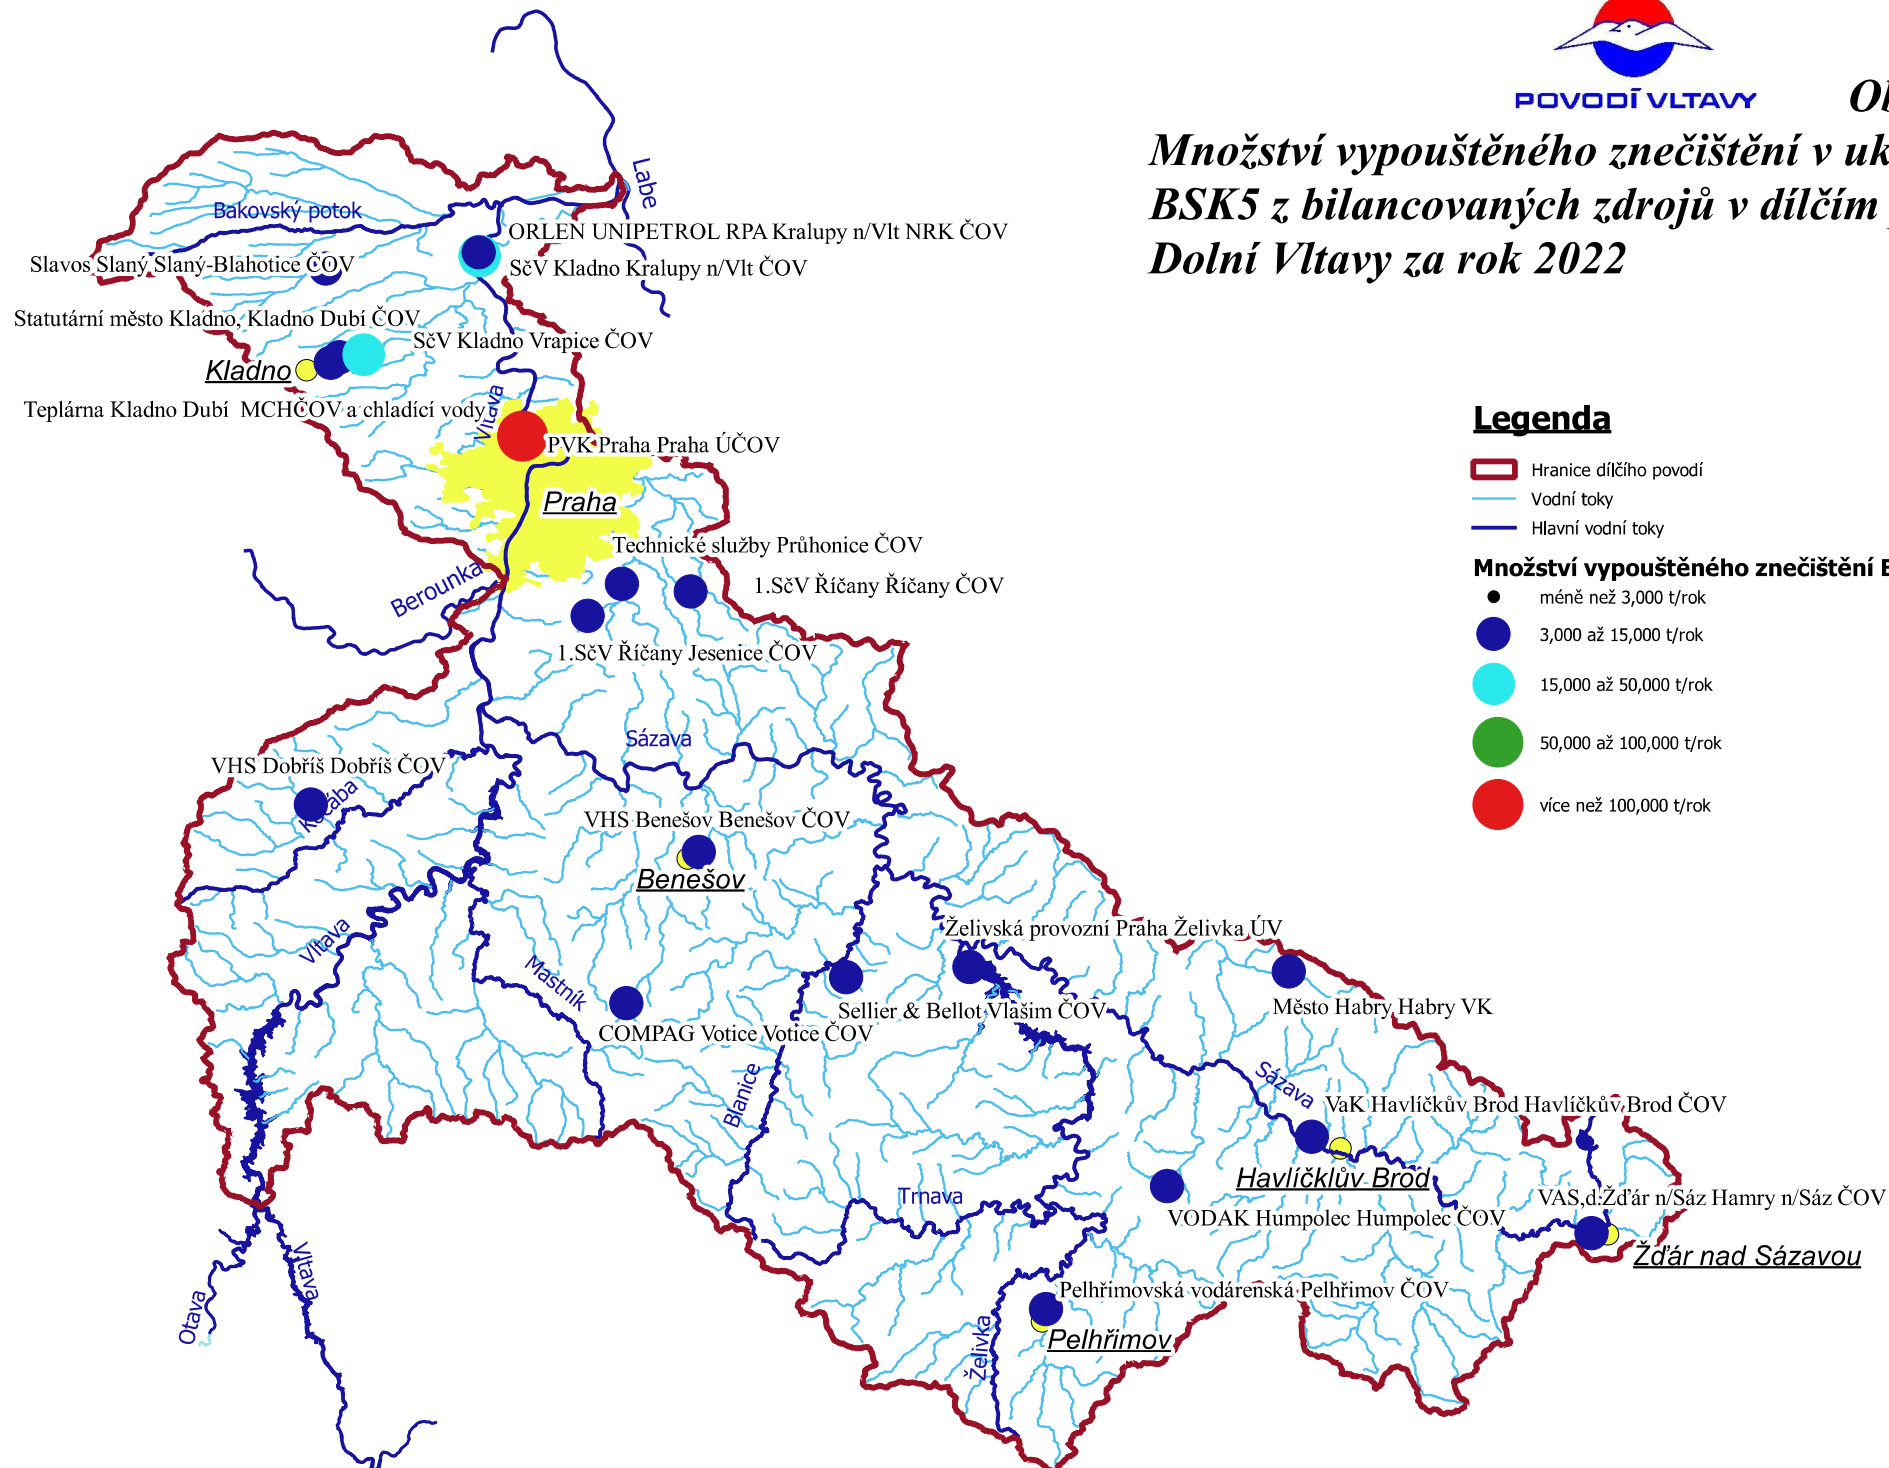 POVODÍ VLTAVY
Množství vypouštěného znečištění v uk
BSK5 z bilancovaných zdrojů v dílčím
Dolní Vltavy za rok 2022
Labe
Bakovský potok
ORLEN UNIPETROL RPA Kralupy n/Vlt NRK ČOV
Slavos Slaný Slaný-Blahotice ČOV
SčV Kladno Kralupy n/Vlt ČOV
Statutární město Kladno, Kladno Dubí ČOV
SčV Kladno Vrapice ČOV
Kladno
Teplárna Kladno Dubí  MCHČOV a chladící vody
Vltava
PVK Praha Praha ÚČOV
Praha
Legenda
Hranice dílčího povodí
Vodní toky
Hlavní vodní toky
Množství vypouštěného znečištění
méně než 3,000 t/rok
3,000 až 15,000 t/rok
15,000 až 50,000 t/rok
50,000 až 100,000 t/rok
více než 100,000 t/rok
Technické služby Průhonice ČOV
Berounka
1.SčV Říčany Říčany ČOV
1.SčV Říčany Jesenice ČOV
Sázava
VHS Dobříš Dobříš ČOV
Kocába
VHS Benešov Benešov ČOV
Benešov
Vltava
Želivská provozní Praha Želivka ÚV
Mastník
Sellier & Bellot Vlašim ČOV
Město Habry Habry VK
COMPAG Votice Votice ČOV
Blanice
Sázava
VaK Havlíčkův Brod Havlíčkův Brod ČOV
Havlíčklův Brod
Trnava
VAS,d.Žďár n/Sáz Hamry n/Sáz ČOV
VODAK Humpolec Humpolec ČOV
Žďár nad Sázavou
Vltava
Otava
Pelhřimovská vodárenská Pelhřimov ČOV
Pelhřimov
Želivka